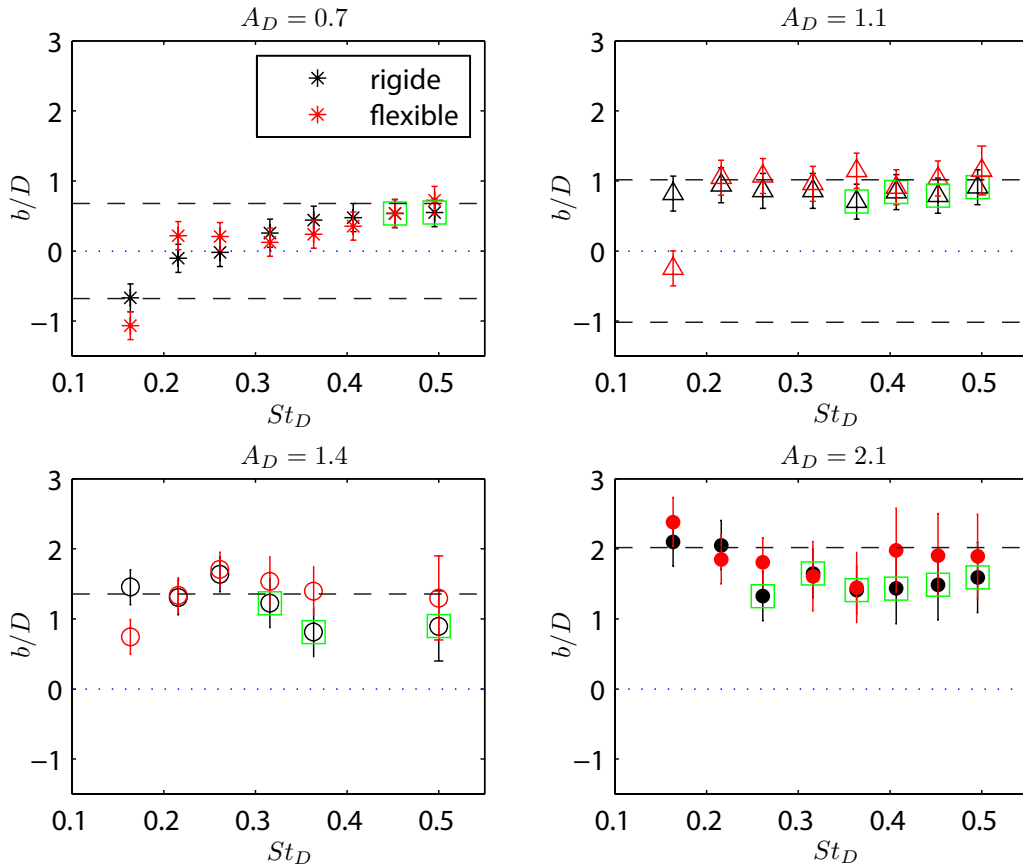 A_D = 0.7
3
2
1
0
−1
b/D
rigide
flexible
0.1
0.2
0.3
0.4
0.5
St_D
A_D = 1.1
3
2
1
0
−1
b/D
0.1
0.2
0.3
0.4
0.5
St_D
A_D = 1.4
3
2
1
0
−1
b/D
0.1
0.2
0.3
0.4
0.5
St_D
A_D = 2.1
3
2
1
0
−1
b/D
0.1
0.2
0.3
0.4
0.5
St_D